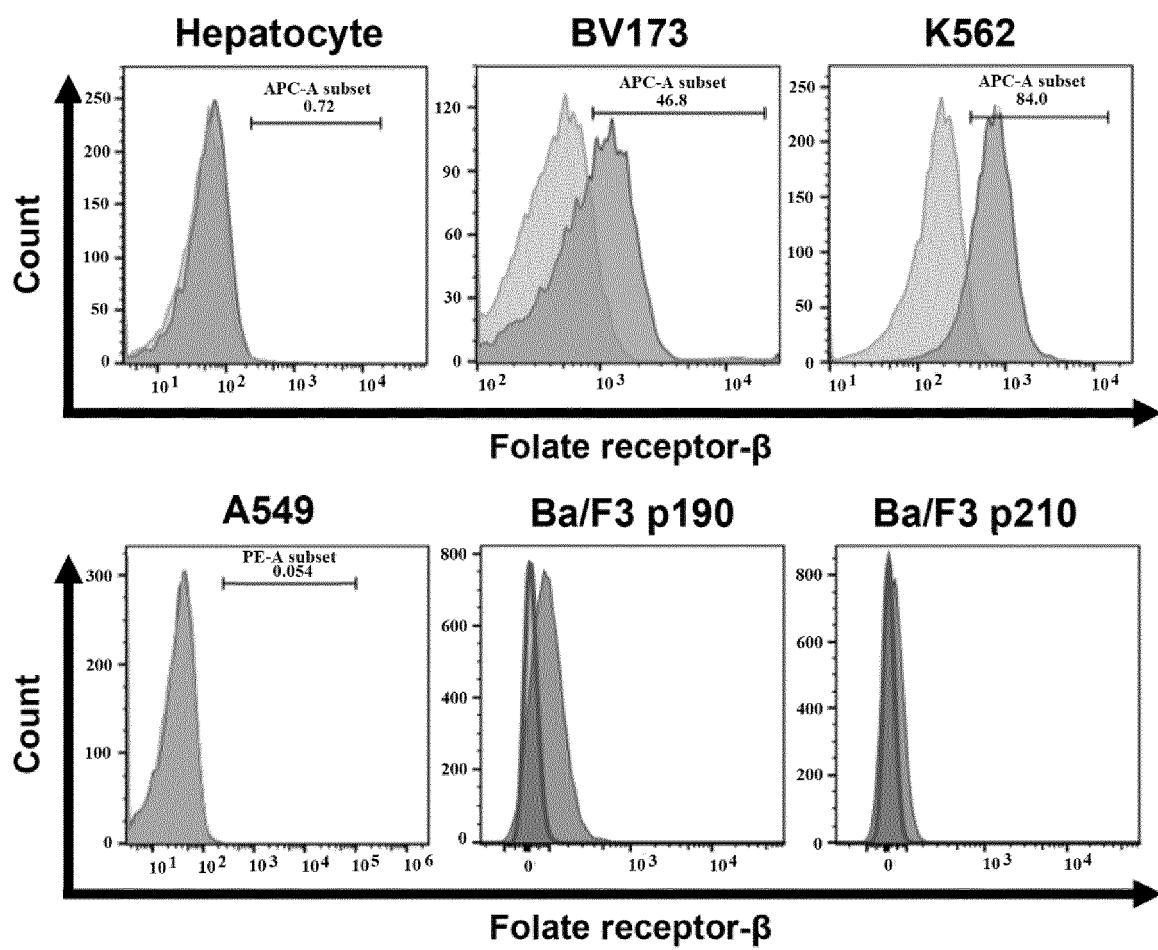 Hepatocyte
BV173
K562
APC-A subset
0.72
APC-A subset
46.8
APC-A subset
84.0
Count
250
200
150
100
50
0
10¹ 10² 10³ 10⁴
120
90
60
30
0
10² 10³ 10⁴
250
200
150
100
50
0
10¹ 10² 10³ 10⁴
Folate receptor-β
A549
Ba/F3 p190
Ba/F3 p210
PE-A subset
0.054
Count
300
200
100
0
10¹ 10² 10³ 10⁴ 10⁵ 10⁶
800
600
400
200
0
0 10³ 10⁴
800
600
400
200
0
0 10³ 10⁴
Folate receptor-β